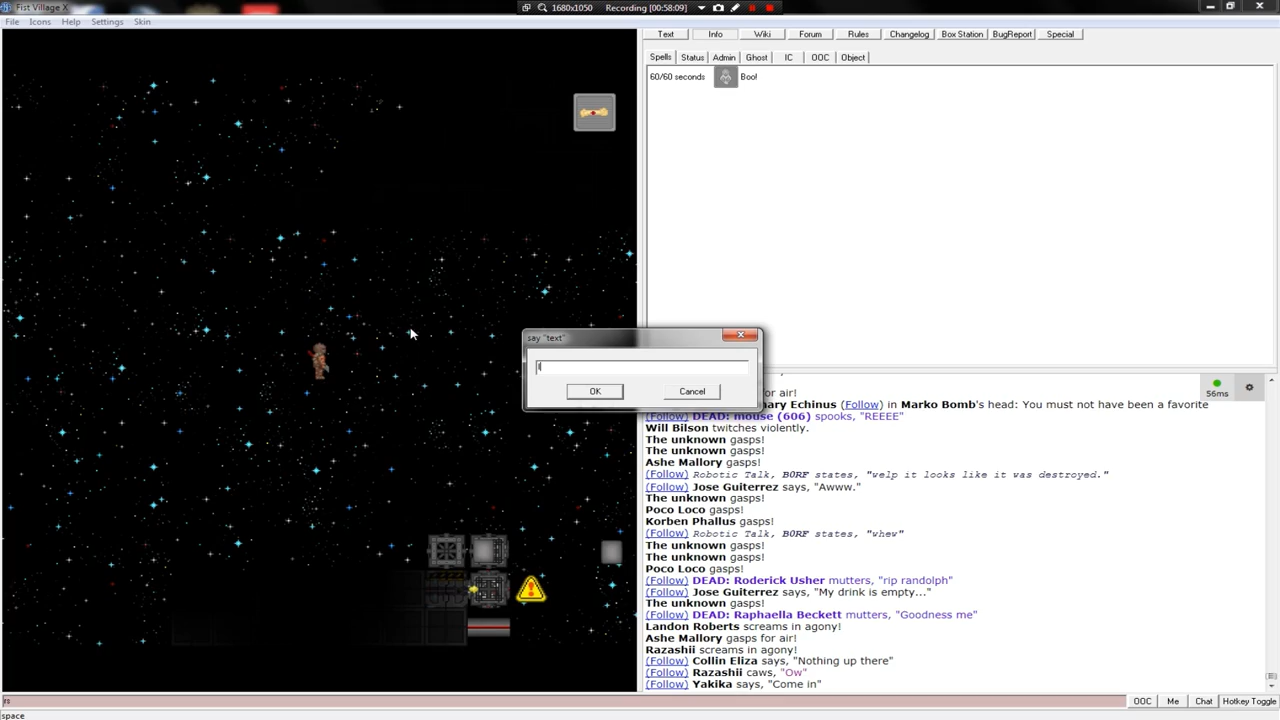 Fist Village X
1680x1050
Recording [00:58:09]
File Icons Help Settings Skin
Text Info Wiki Forum Rules Changelog Box Station BugReport Special
Spells Status Admin Ghost IC OOC Object
60/60 seconds Boo!
say "text"
OK Cancel
for air!
nary Echinus (Follow) in Marko Bomb's head: You must not have been a favorite
(Follow) DEAD: mouse (606) spooks, "REEEE"
Will Bilson twitches violently.
The unknown gasps!
The unknown gasps!
Ashe Mallory gasps!
(Follow) Robotic Talk, B0RF states, "welp it looks like it was destroyed."
(Follow) Jose Guiterrez says, "Awww."
The unknown gasps!
Poco Loco gasps!
Korben Phallus gasps!
(Follow) Robotic Talk, B0RF states, "whew"
The unknown gasps!
The unknown gasps!
Poco Loco gasps!
(Follow) DEAD: Roderick Usher mutters, "rip randolph"
(Follow) Jose Guiterrez says, "My drink is empty..."
The unknown gasps!
(Follow) DEAD: Raphaella Beckett mutters, "Goodness me"
Landon Roberts screams in agony!
Ashe Mallory gasps for air!
Razashii screams in agony!
(Follow) Collin Eliza says, "Nothing up there"
(Follow) Razashii caws, "Ow"
(Follow) Yakika says, "Come in"
56ms
OOC Me Chat Hotkey Toggle
space